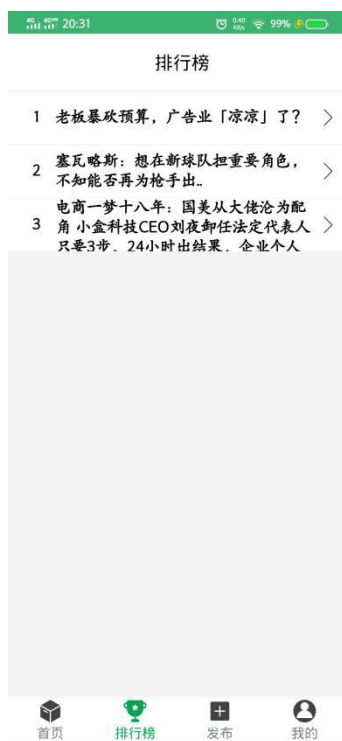 20:31
0.40 KB/s
99%
排行榜
1
老板暴砍预算，广告业「凉凉」了？
2
塞瓦略斯：想在新球队担重要角色，
不知能否再为枪手出..
3
电商一梦十八年：国美从大佬沦为配
角 小盒科技CEO刘夜卸任法定代表人
只要3步，24小时出结果，企业个人
首页
排行榜
发布
我的